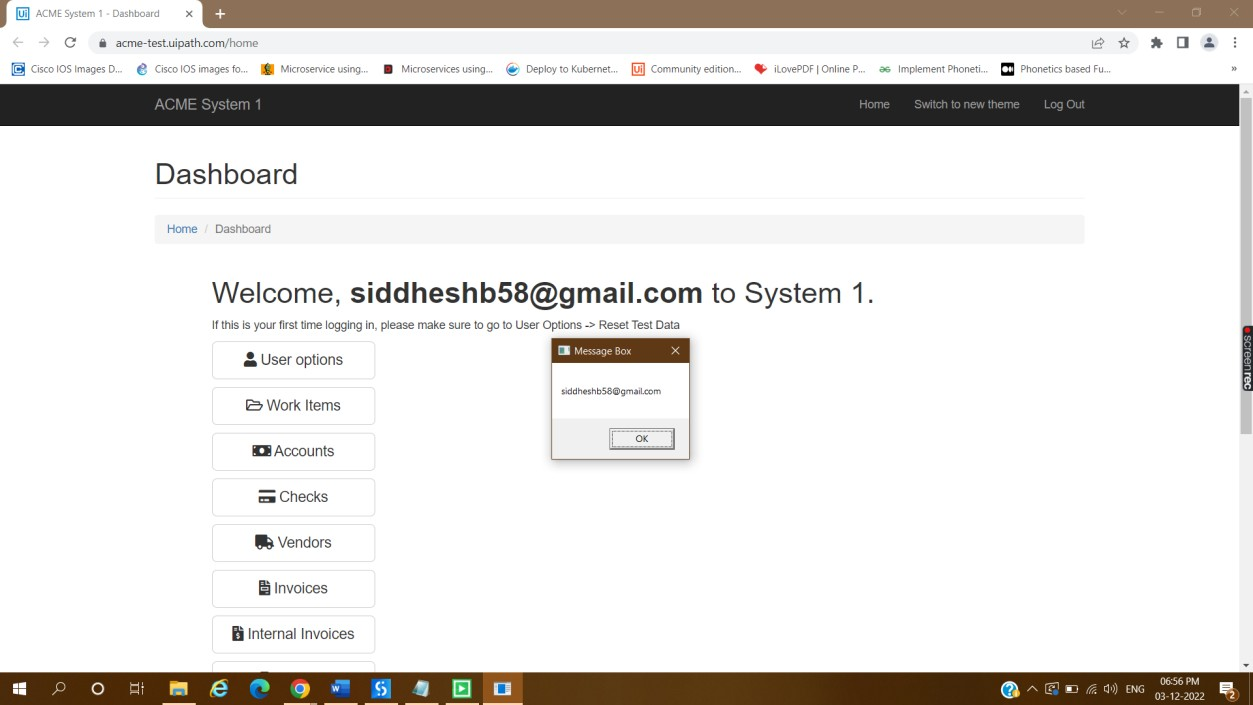 Ui ACME System 1 - Dashboard
acme-test.uipath.com/home
Cisco IOS Images D... Cisco IOS images fo... Microservice using... Microservices using... Deploy to Kubernet... Ui Community edition... iLovePDF | Online P... Implement Phoneti... Phonetics based Fu... »
ACME System 1 Home Switch to new theme Log Out
Dashboard
Home / Dashboard
Welcome, siddheshb58@gmail.com to System 1.
If this is your first time logging in, please make sure to go to User Options -> Reset Test Data
Message Box
siddheshb58@gmail.com
OK
User options
Work Items
Accounts
Checks
Vendors
Invoices
Internal Invoices
screenrec
ENG
06:56 PM
03-12-2022
2